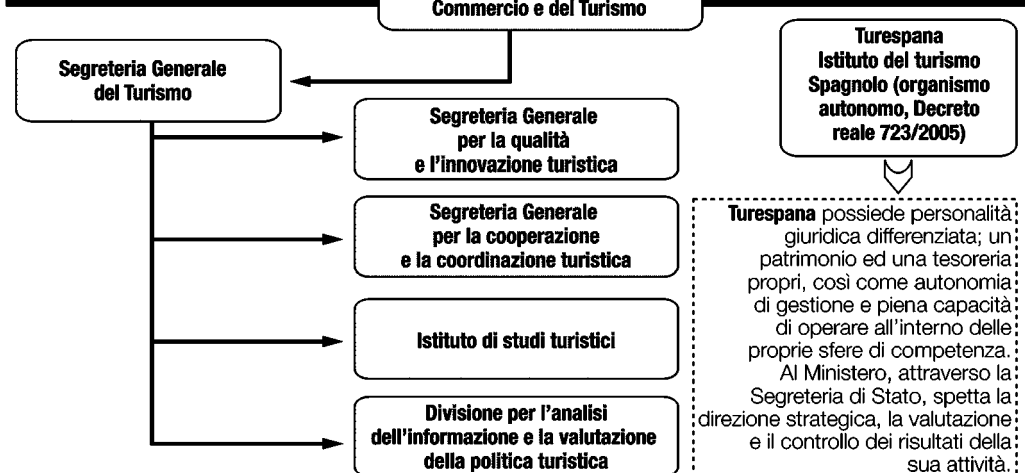 Commercio e del Turismo
Segreteria Generale
del Turismo
Segreteria Generale
per la qualità
e l'innovazione turistica
Segreteria Generale
per la cooperazione
e la coordinazione turistica
Istituto di studi turistici
Divisione per l'analisi
dell'informazione e la valutazione
della politica turistica
Turespana
Istituto del turismo
Spagnolo (organismo
autonomo, Decreto
reale 723/2005)
Turespana possiede personalità
giuridica differenziata; un
patrimonio ed una tesoreria
propri, così come autonomia
di gestione e piena capacità
di operare all'interno delle
proprie sfere di competenza.
Al Ministero, attraverso la
Segreteria di Stato, spetta la
direzione strategica, la valutazione
e il controllo dei risultati della
sua attività.